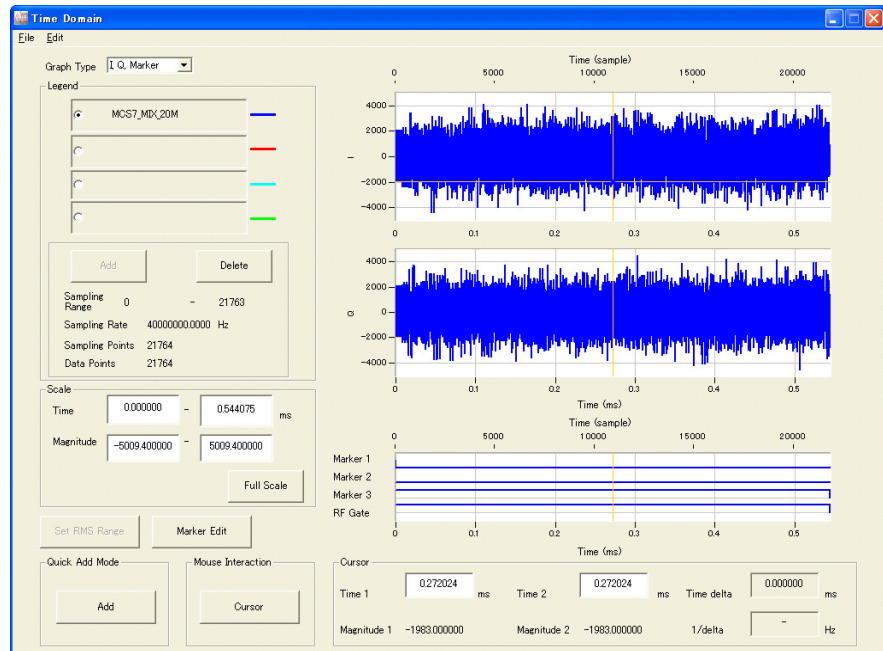 Time Domain
File Edit
Graph Type I, Q, Marker
Legend
MCS7_MIX_20M
Add Delete
Sampling Range 0 - 21763
Sampling Rate 40000000.0000 Hz
Sampling Points 21764
Data Points 21764
Scale
Time 0.000000 - 0.544075 ms
Magnitude -5009.400000 - 5009.400000
Full Scale
Set RMS Range Marker Edit
Quick Add Mode
Add
Mouse Interaction
Cursor
Time (sample)
0 5000 10000 15000 20000
4000
2000
I 0
-2000
-4000
0 0.1 0.2 0.3 0.4 0.5
4000
2000
Q 0
-2000
-4000
0 0.1 0.2 0.3 0.4 0.5
Time (ms)
Time (sample)
0 5000 10000 15000 20000
Marker 1
Marker 2
Marker 3
RF Gate
0 0.1 0.2 0.3 0.4 0.5
Time (ms)
Cursor
Time 1 0.272024 ms Time 2 0.272024 ms Time delta 0.000000 ms
Magnitude 1 -1983.000000 Magnitude 2 -1983.000000 1/delta - Hz